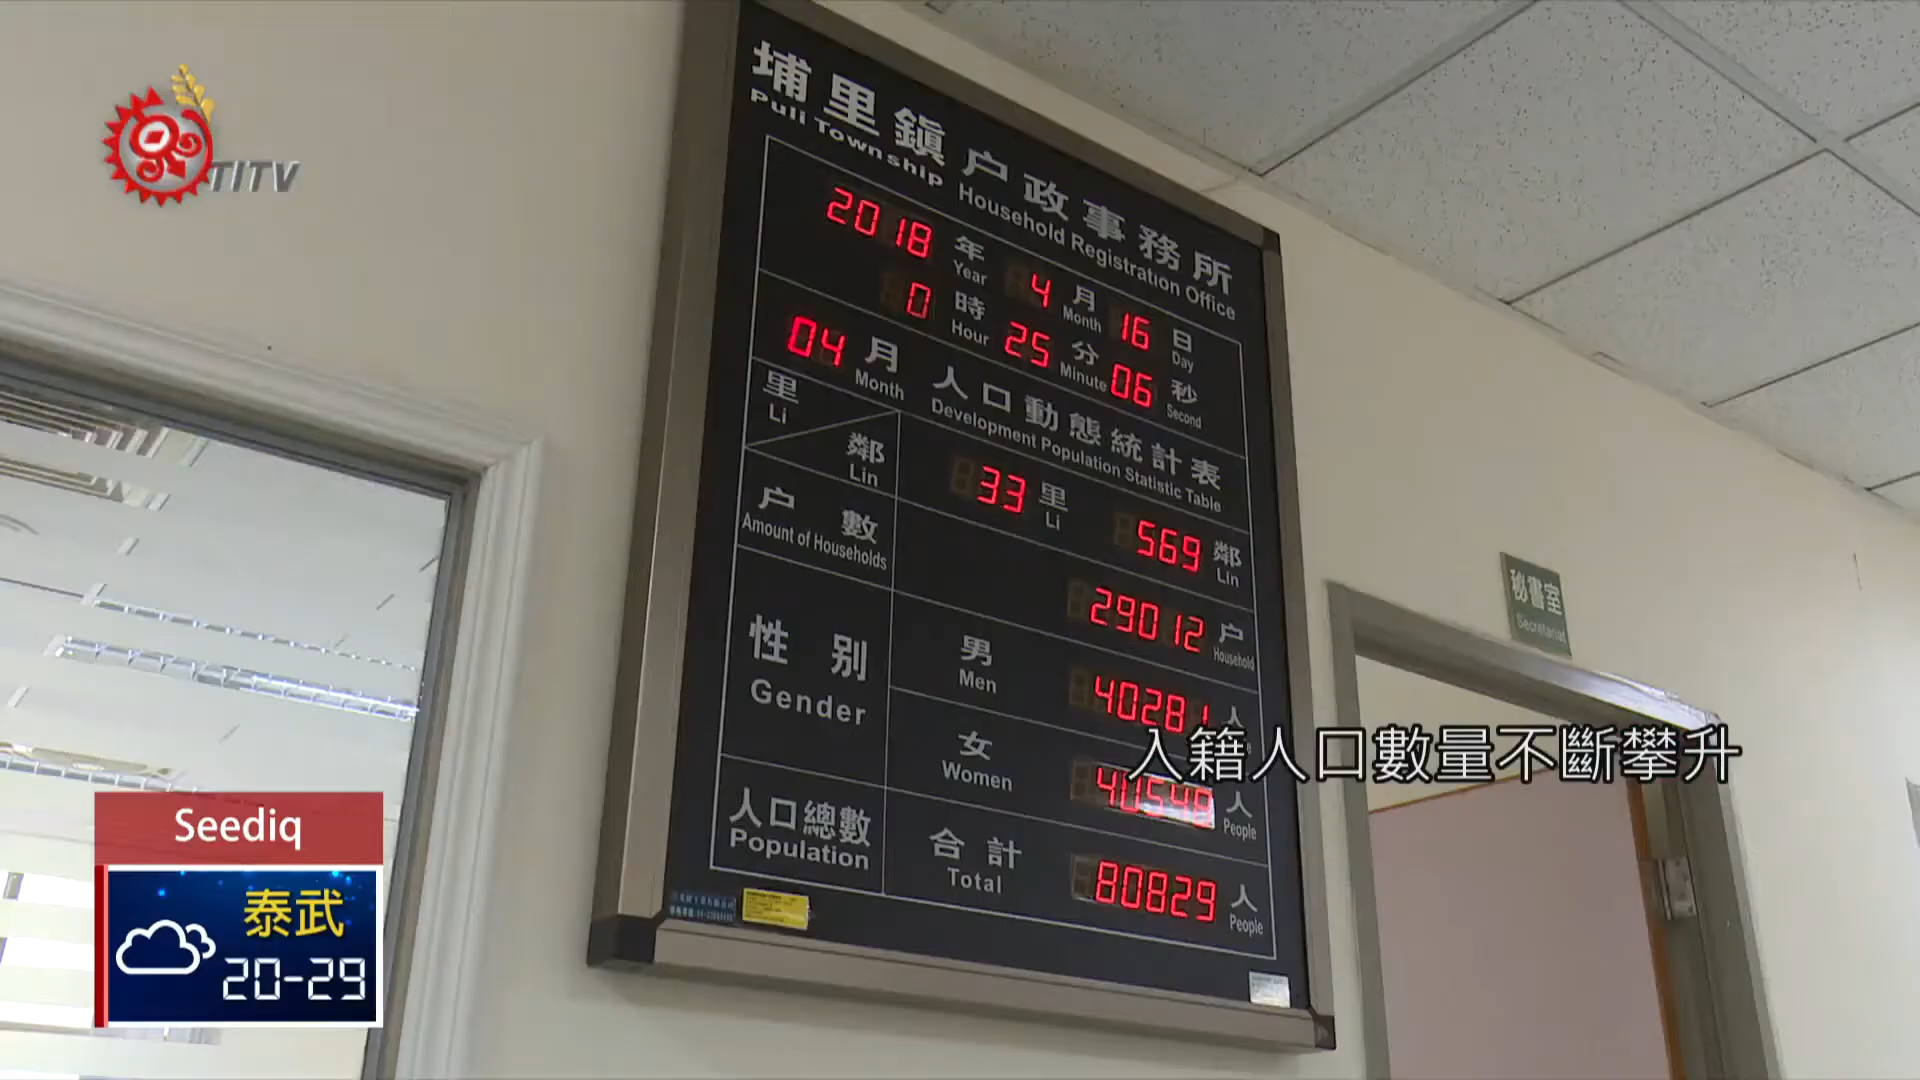 TITV
埔里鎮戶政事務所
Puli Township Household Registration Office
2018 年 Year 4 月 Month 16 日 Day
0 時 Hour 25 分 Minute 06 秒 Second
04 月 Month 人口動態統計表
Development Population Statistic Table
里 Li
鄰 Lin
33 里 Li 569 鄰 Lin
戶數
Amount of Households
29012 戶 Household
性別
Gender
男
Men
40281 人
女
Women
40548 人 People
人口總數
Population
合計
Total
80829 人 People
秘書室
Secretariat
入籍人口數量不斷攀升
Seediq
泰武
20-29